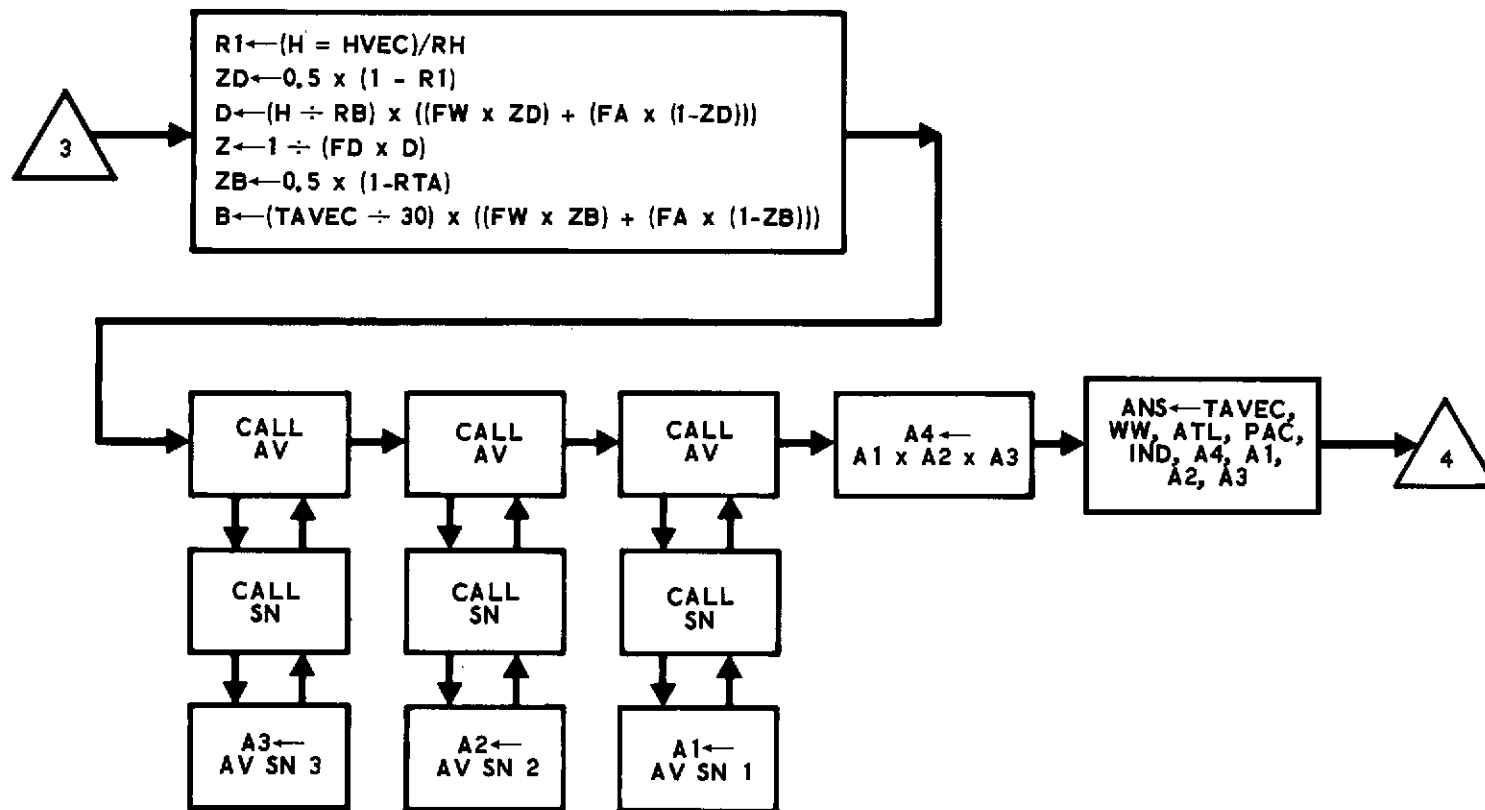 3
R1←(H = HVEC)/RH
ZD←0.5 x (1 - R1)
D←(H ÷ RB) x ((FW x ZD) + (FA x (1-ZD)))
Z←1 ÷ (FD x D)
ZB←0.5 x (1-RTA)
B←(TAVEC ÷ 30) x ((FW x ZB) + (FA x (1-ZB)))
CALL
AV
CALL
AV
CALL
AV
A4←
A1 x A2 x A3
ANS←TAVEC,
WW, ATL, PAC,
IND, A4, A1,
A2, A3
4
CALL
SN
CALL
SN
CALL
SN
A3←
AV SN 3
A2←
AV SN 2
A1←
AV SN 1